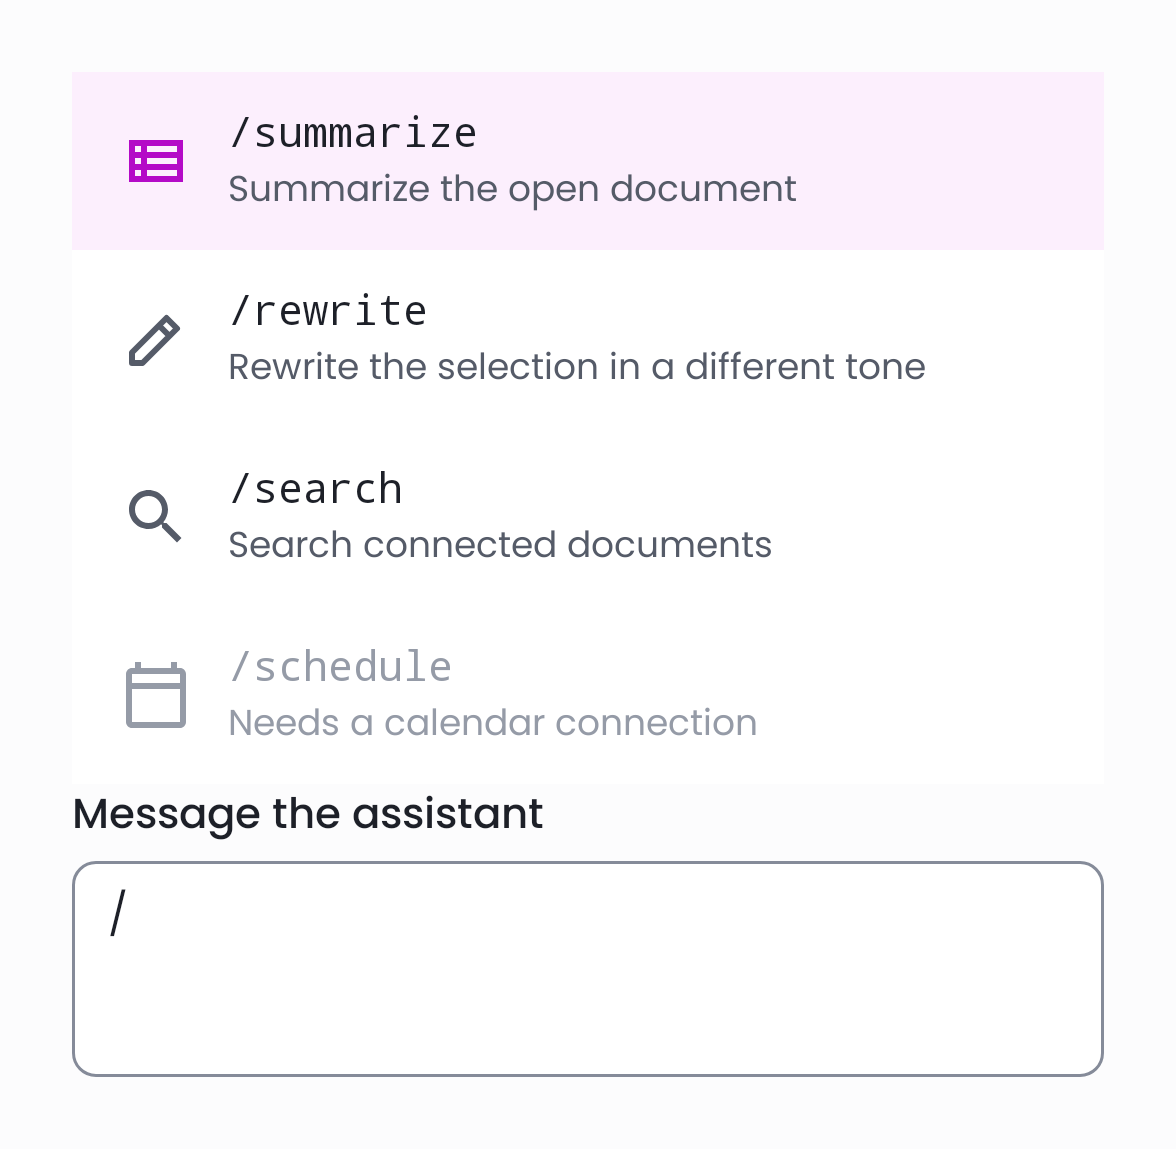 /summarize
Summarize the open document
/rewrite
Rewrite the selection in a different tone
/search
Search connected documents
/schedule
Needs a calendar connection
Message the assistant
/